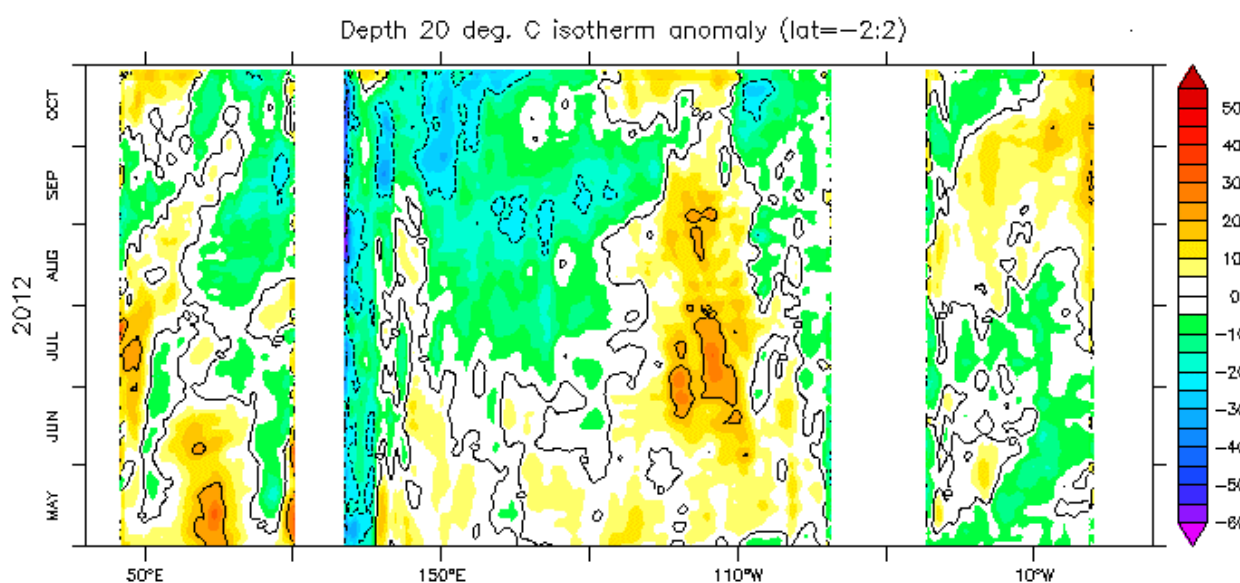 Depth 20 deg. C isotherm anomaly (lat=−2:2)
2012
OCT
SEP
AUG
JUL
JUN
MAY
50°E
150°E
110°W
10°W
50
40
30
20
10
0
−10
−20
−30
−40
−50
−60